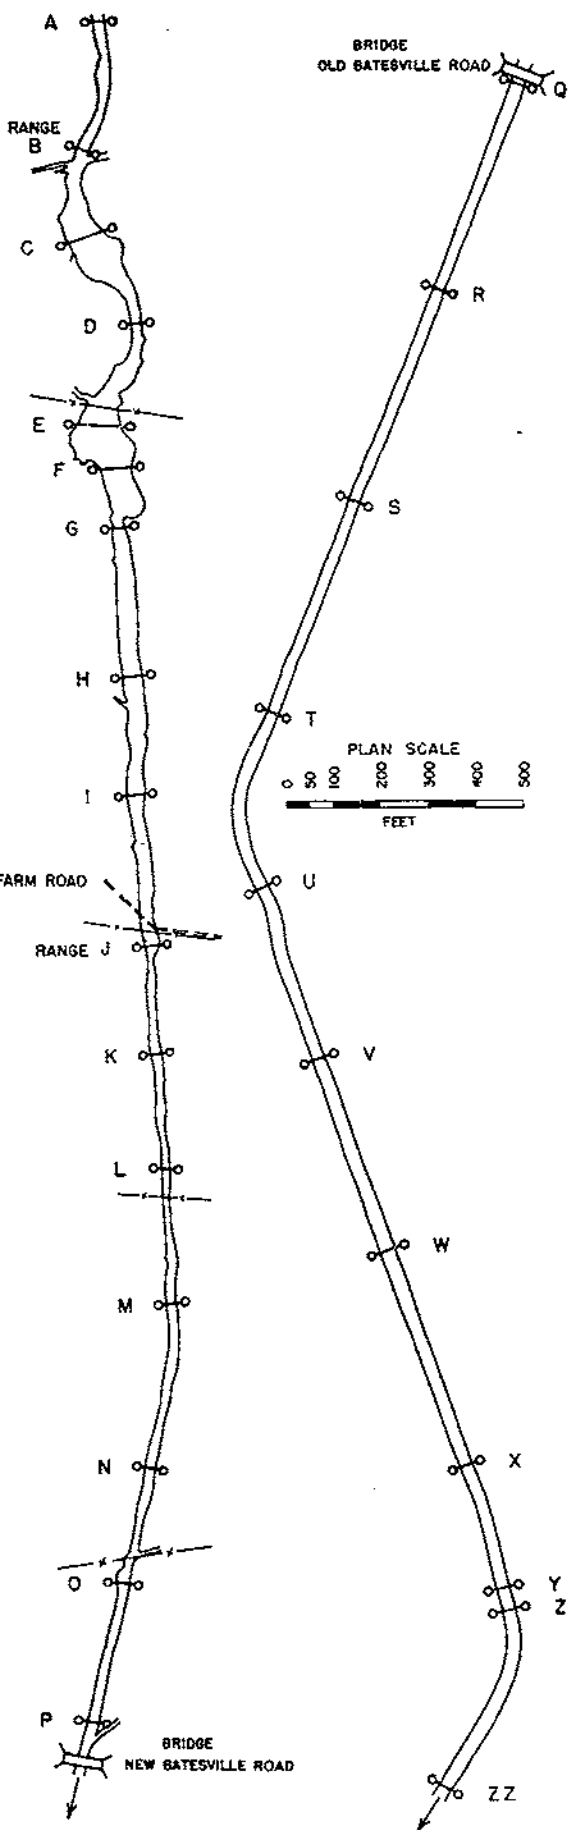 A
RANGE
B
C
D
E
F
G
H
I
FARM ROAD
RANGE J
K
L
M
N
O
P
BRIDGE
NEW BATESVILLE ROAD
BRIDGE
OLD BATESVILLE ROAD
Q
R
S
T
PLAN SCALE
0 50 100 200 300 400 500
FEET
U
V
W
X
Y
Z
ZZ